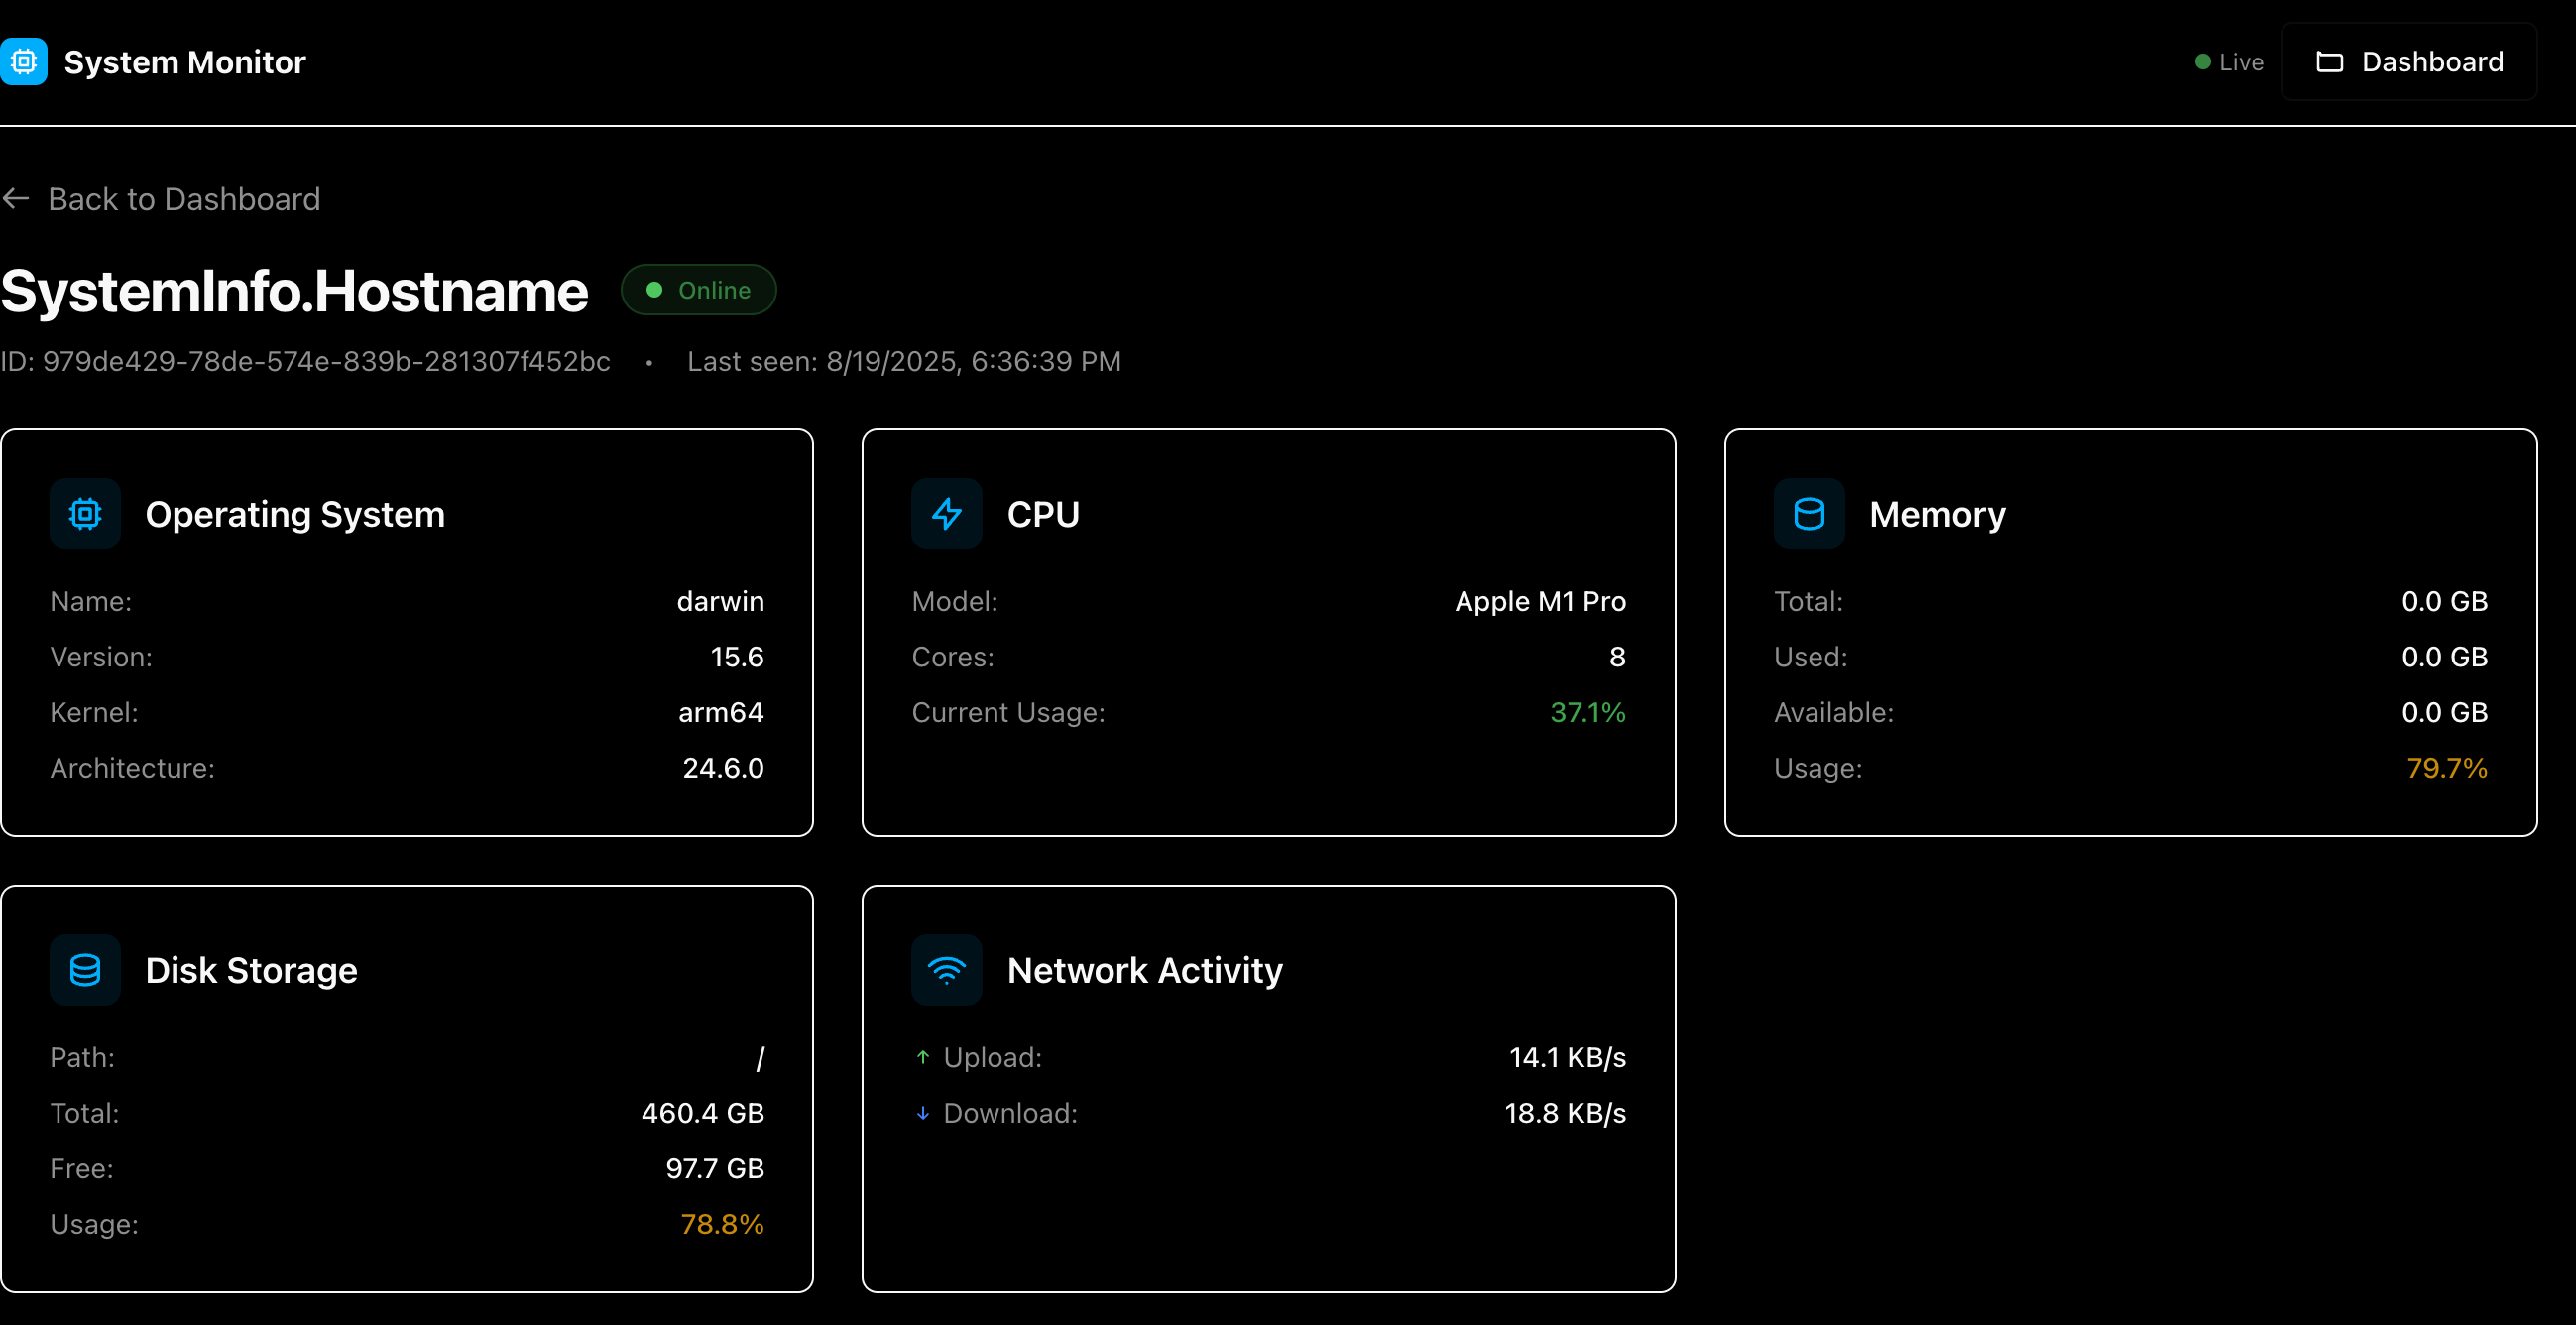 System Monitor
Live
Dashboard
Back to Dashboard
SystemInfo.Hostname
Online
ID: 979de429-78de-574e-839b-281307f452bc • Last seen: 8/19/2025, 6:36:39 PM
Operating System
Name: darwin
Version: 15.6
Kernel: arm64
Architecture: 24.6.0
CPU
Model: Apple M1 Pro
Cores: 8
Current Usage: 37.1%
Memory
Total: 0.0 GB
Used: 0.0 GB
Available: 0.0 GB
Usage: 79.7%
Disk Storage
Path: /
Total: 460.4 GB
Free: 97.7 GB
Usage: 78.8%
Network Activity
↑ Upload: 14.1 KB/s
↓ Download: 18.8 KB/s